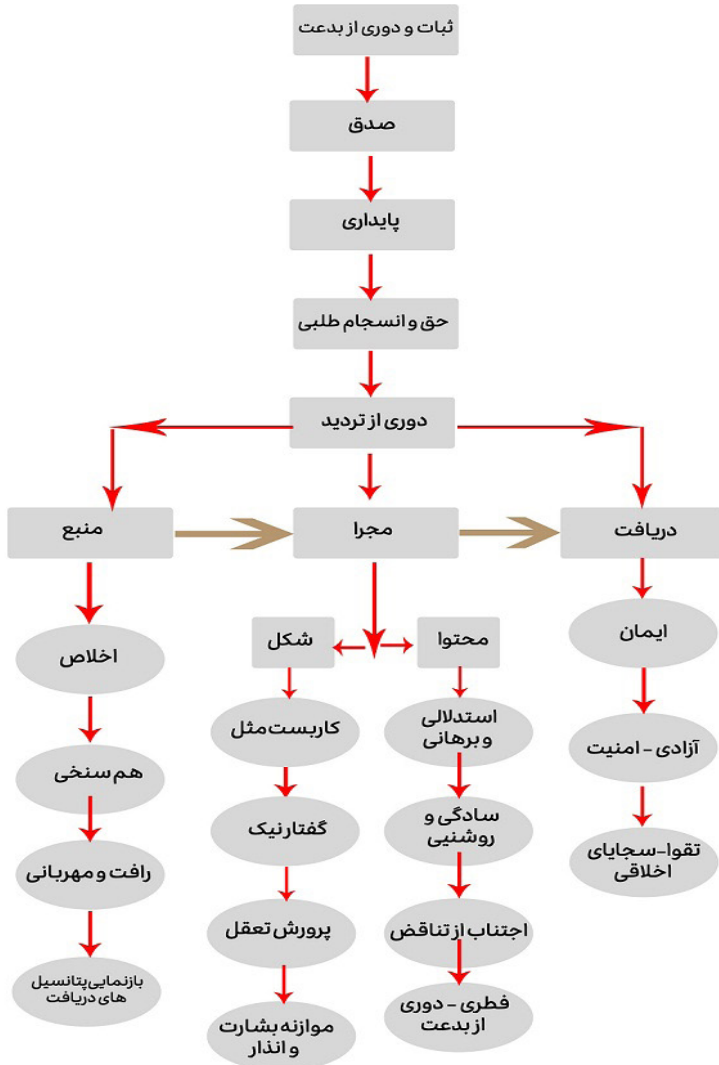 ثبات و دوری از بدعت
صدق
پایداری
حق و انسجام طلبی
دوری از تردید
دریافت
مجرا
منبع
ایمان
آزادی - امنیت
تقوا-سجایای
اخلاقی
محتوا
شکل
استدلالی
و برهانی
سادگی و
روشنیی
اجتناب از تناقض
فطری - دوری
از بدعت
کاربست مثل
گفتار نیک
پرورش تعقل
موازنه بشارت
و انذار
اخلاص
هم سنخی
رافت و مهربانی
بازنمایی پتانسیل
های دریافت